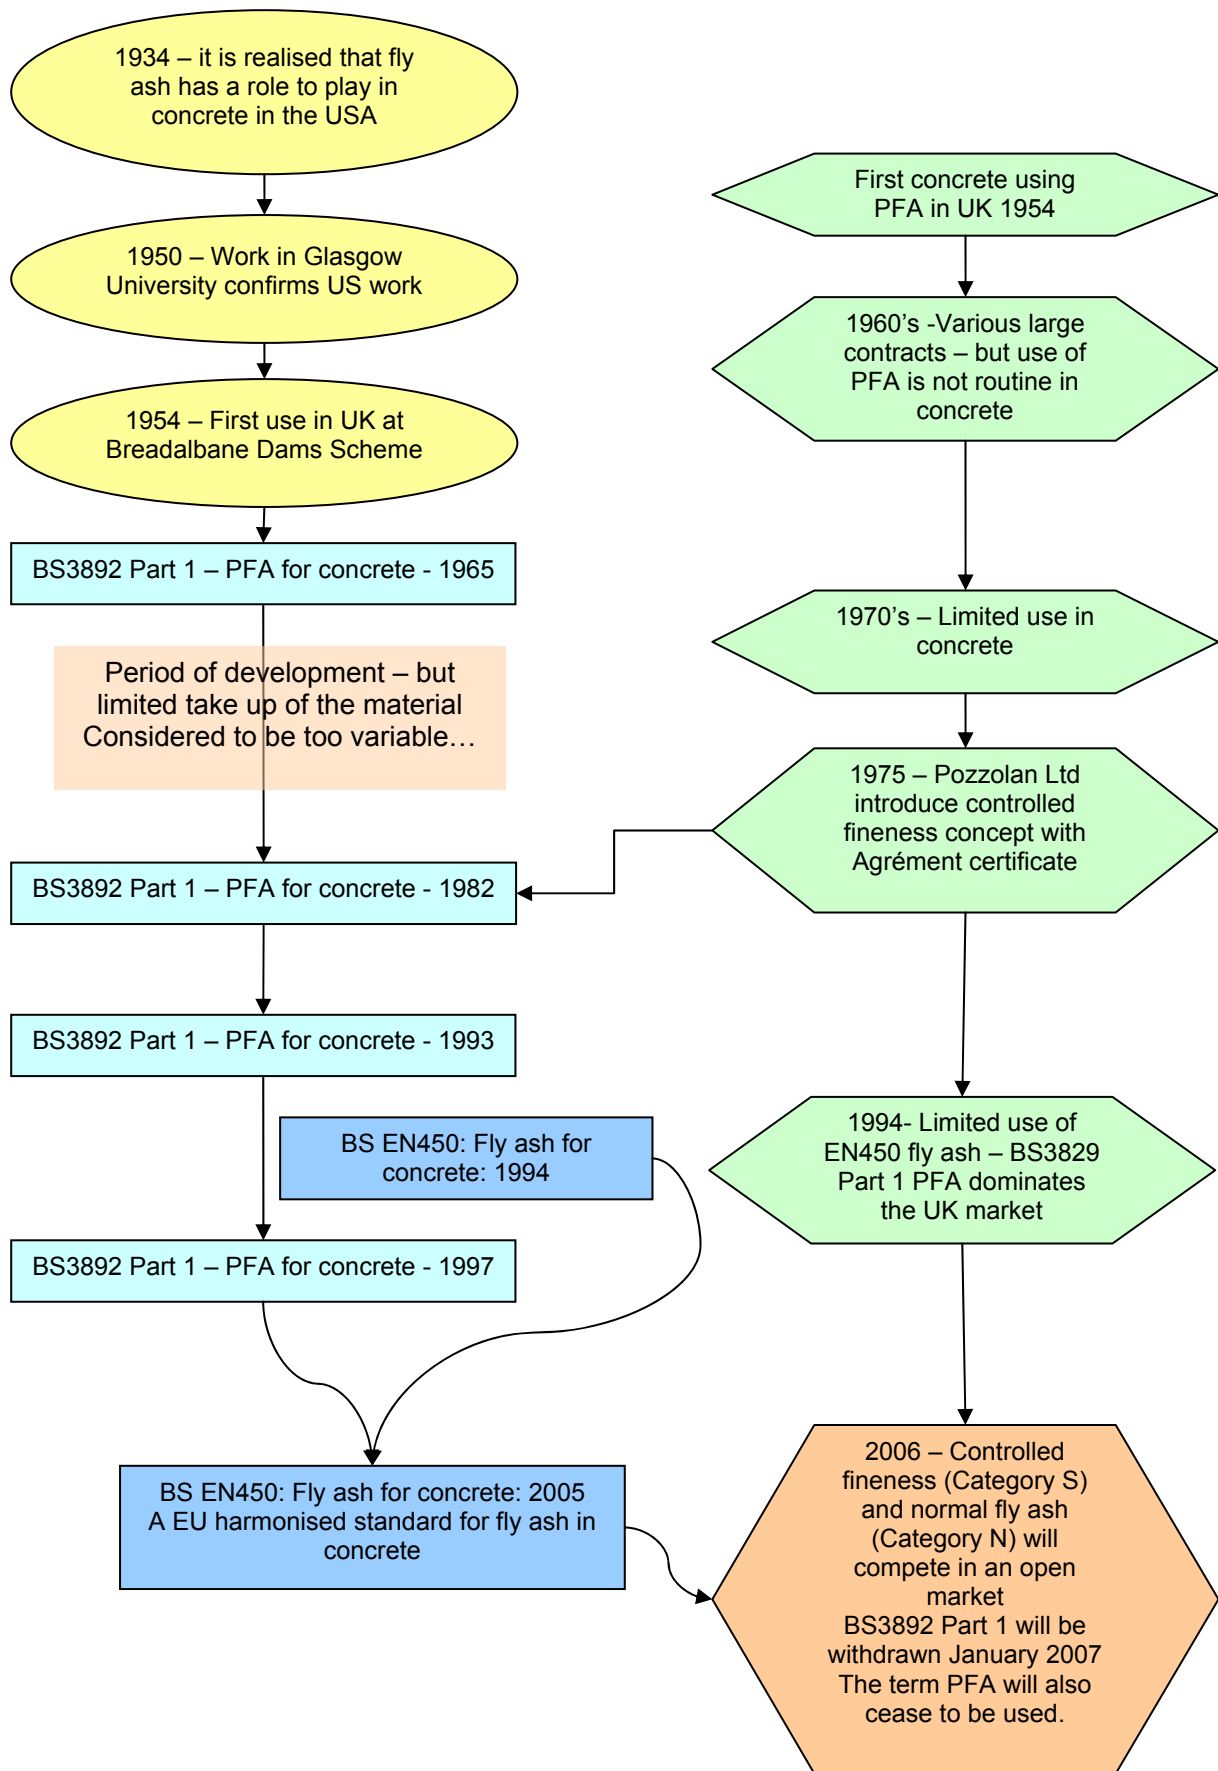 1934 – it is realised that fly
ash has a role to play in
concrete in the USA
1950 – Work in Glasgow
University confirms US work
1954 – First use in UK at
Breadalbane Dams Scheme
BS3892 Part 1 – PFA for concrete - 1965
Period of development – but
limited take up of the material
Considered to be too variable…
BS3892 Part 1 – PFA for concrete - 1982
BS3892 Part 1 – PFA for concrete - 1993
BS EN450: Fly ash for
concrete: 1994
BS3892 Part 1 – PFA for concrete - 1997
BS EN450: Fly ash for concrete: 2005
A EU harmonised standard for fly ash in
concrete
First concrete using
PFA in UK 1954
1960’s -Various large
contracts – but use of
PFA is not routine in
concrete
1970’s – Limited use in
concrete
1975 – Pozzolan Ltd
introduce controlled
fineness concept with
Agrément certificate
1994- Limited use of
EN450 fly ash – BS3829
Part 1 PFA dominates
the UK market
2006 – Controlled
fineness (Category S)
and normal fly ash
(Category N) will
compete in an open
market
BS3892 Part 1 will be
withdrawn January 2007
The term PFA will also
cease to be used.